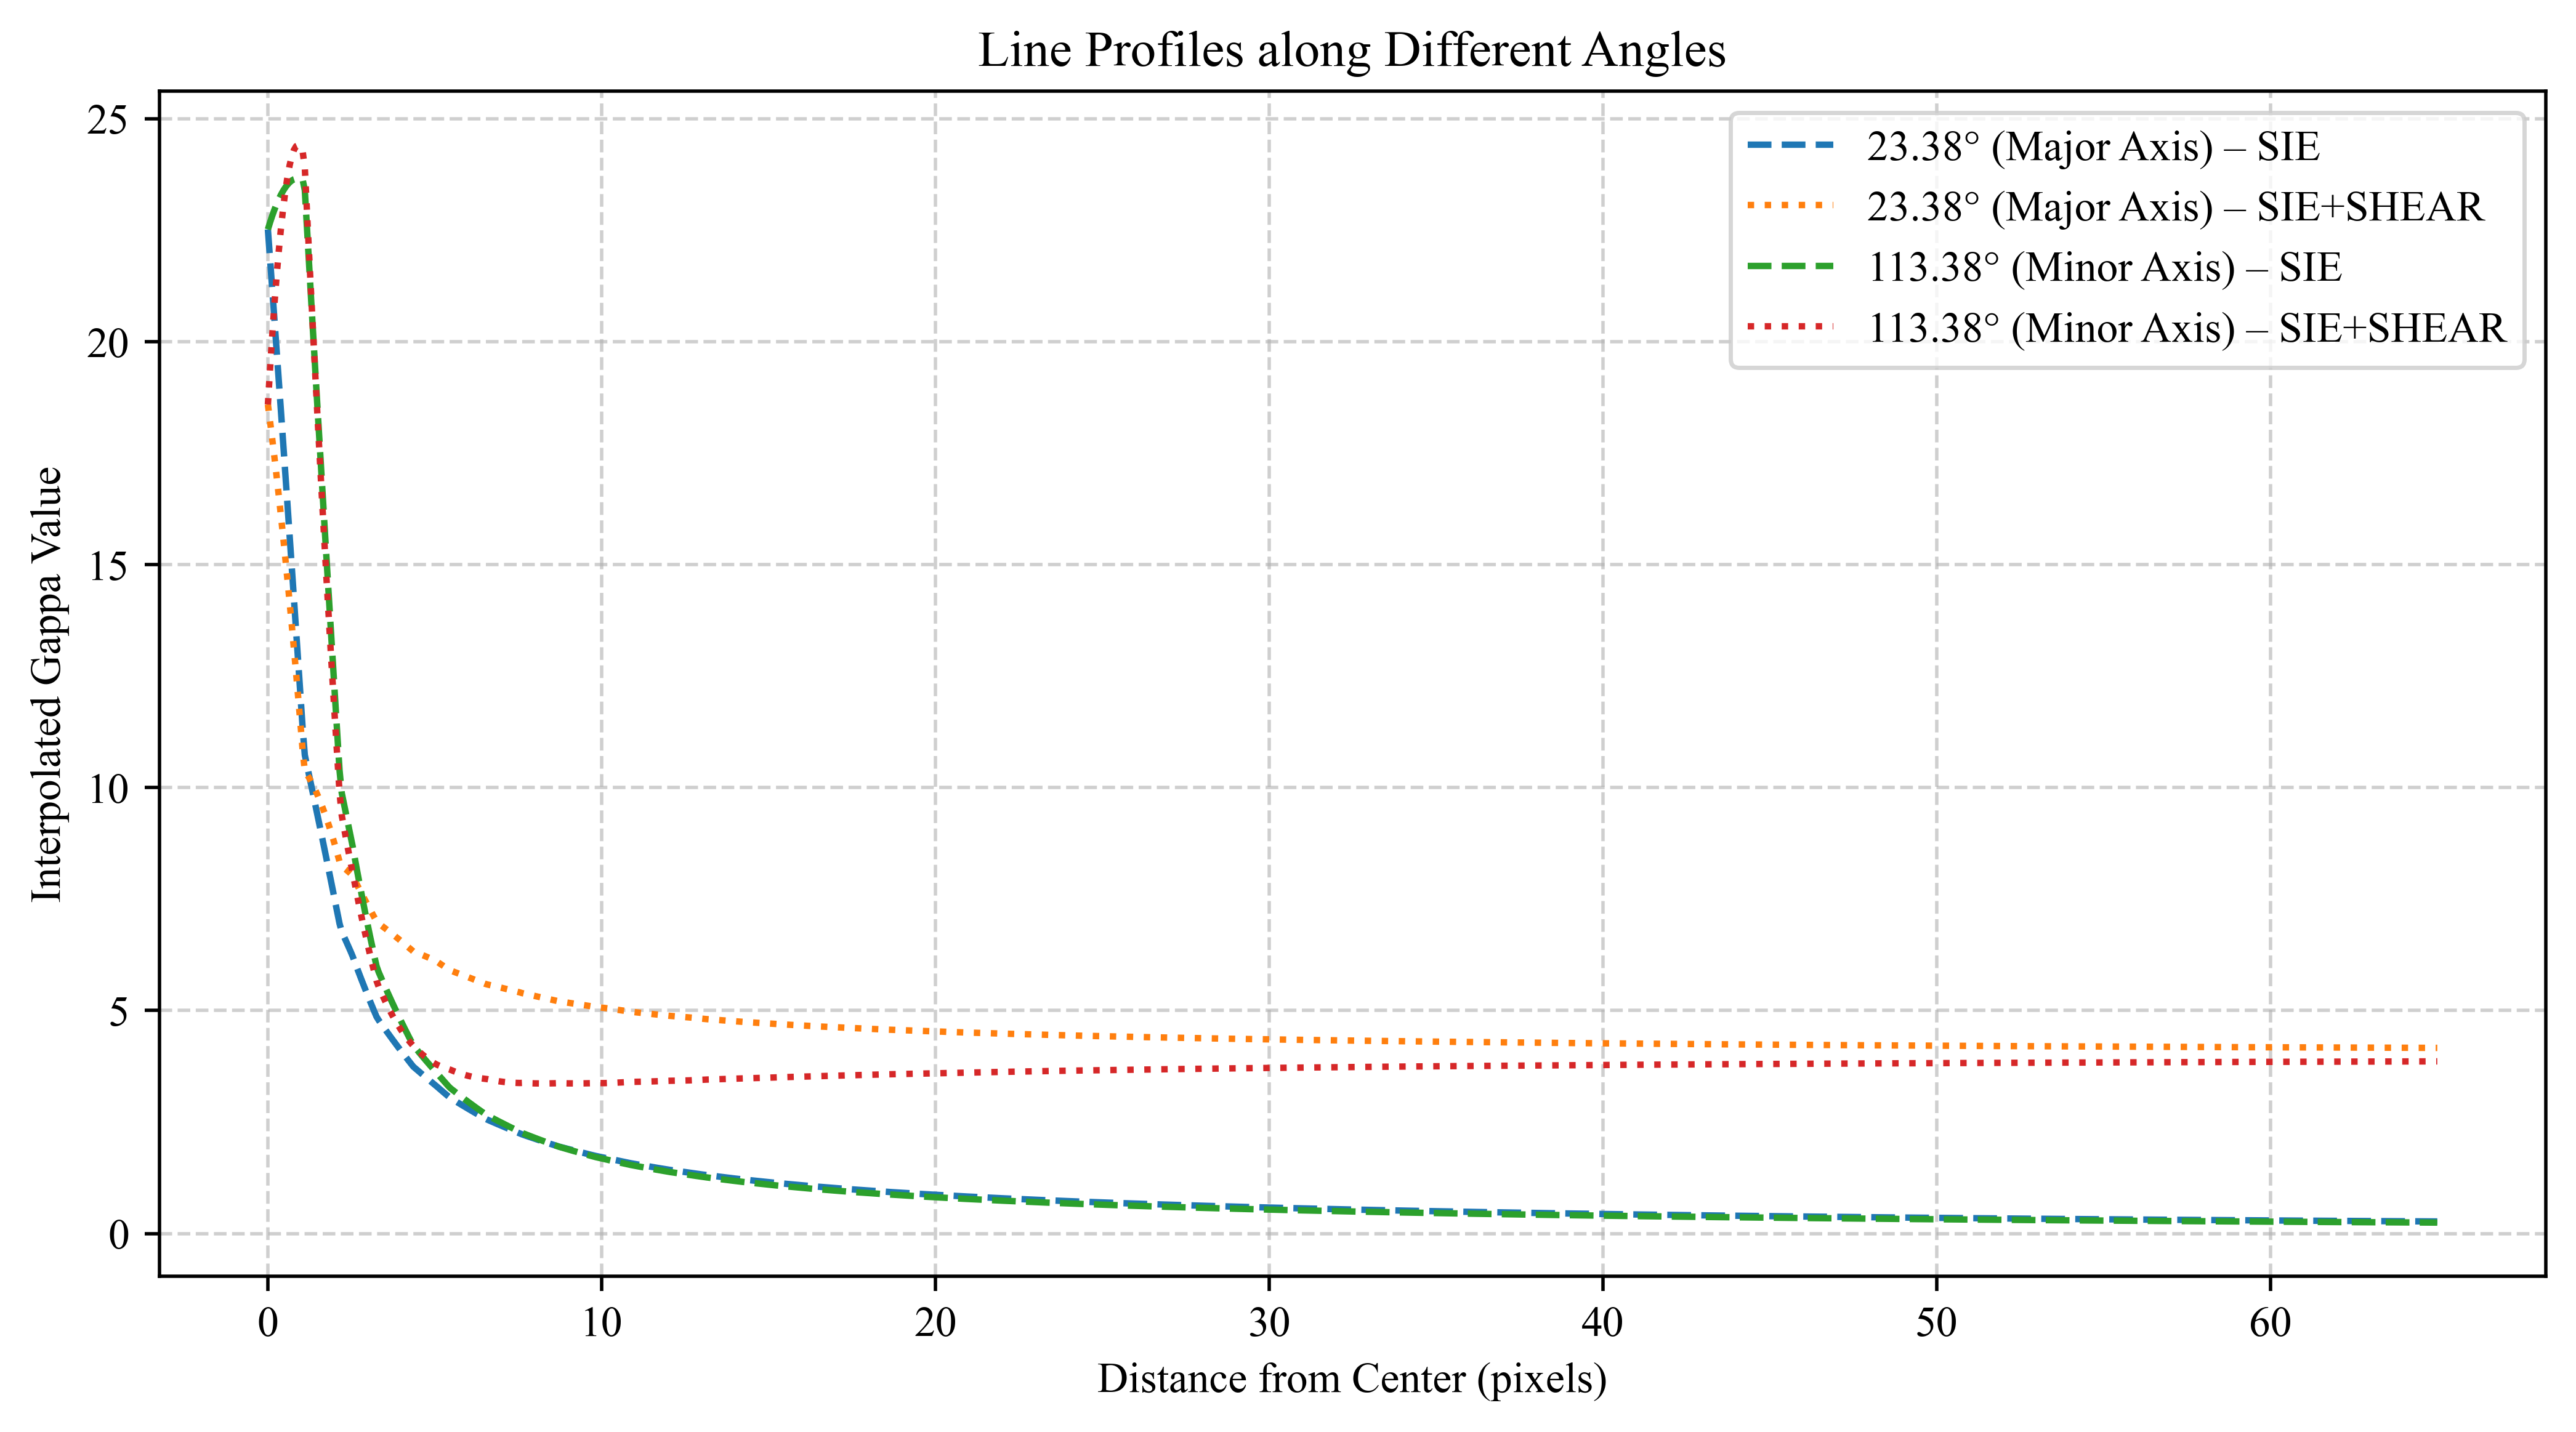 Line Profiles along Different Angles
25
20
15
10
5
0
Interpolated Gappa Value
23.38° (Major Axis) – SIE
23.38° (Major Axis) – SIE+SHEAR
113.38° (Minor Axis) – SIE
113.38° (Minor Axis) – SIE+SHEAR
0 10 20 30 40 50 60
Distance from Center (pixels)